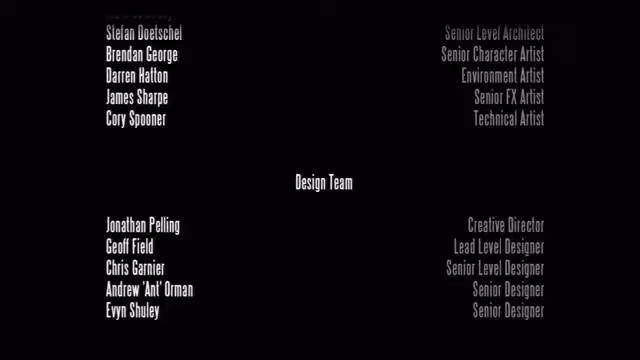 Stefan Doetschel Senior Level Architect
Brendan George Senior Character Artist
Darren Hatton Environment Artist
James Sharpe Senior FX Artist
Cory Spooner Technical Artist
Design Team
Jonathan Pelling Creative Director
Geoff Field Lead Level Designer
Chris Garnier Senior Level Designer
Andrew 'Ant' Orman Senior Designer
Evyn Shuley Senior Designer